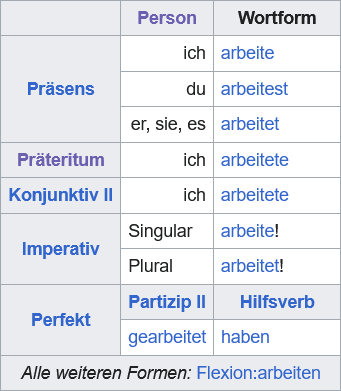 Person Wortform
Präsens ich arbeite
du arbeitest
er, sie, es arbeitet
Präteritum ich arbeitete
Konjunktiv II ich arbeitete
Imperativ Singular arbeite!
Plural arbeitet!
Perfekt Partizip II Hilfsverb
gearbeitet haben
Alle weiteren Formen: Flexion:arbeiten